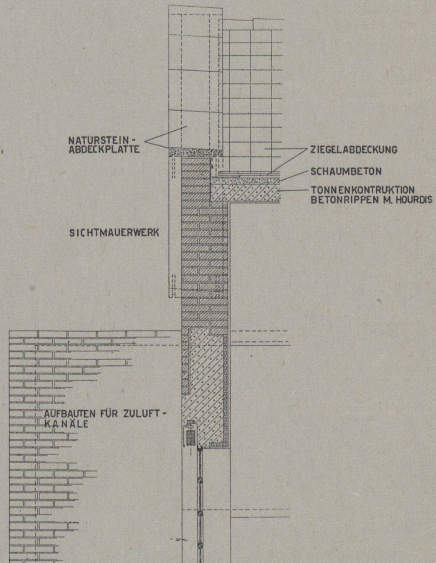 NATURSTEIN-
ABDECKPLATTE
ZIEGELABDECKUNG
SCHAUMBETON
TONNENKONTRUKTION
BETONRIPPEN M. HOURDIS
SICHTMAUERWERK
AUFBAUTEN FÜR ZULUFT-
KANÄLE